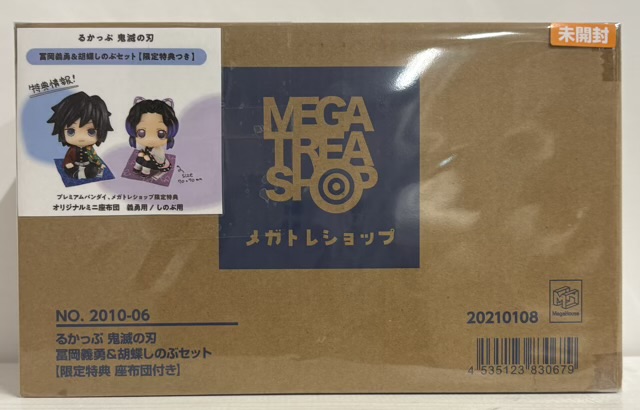 るかっぷ 鬼滅の刃
冨岡義勇&胡蝶しのぶセット【限定特典つき】
特典情報!
SIZE
プレミアムバンダイ、メガトレショップ限定特典
オリジナルミニ座布団 義勇用 / しのぶ用
未開封
MEGA
TREA
SHOP
メガトレショップ
NO. 2010-06
20210108
MegaHouse
るかっぷ 鬼滅の刃
冨岡義勇&胡蝶しのぶセット
【限定特典 座布団付き】
4 535123 830679